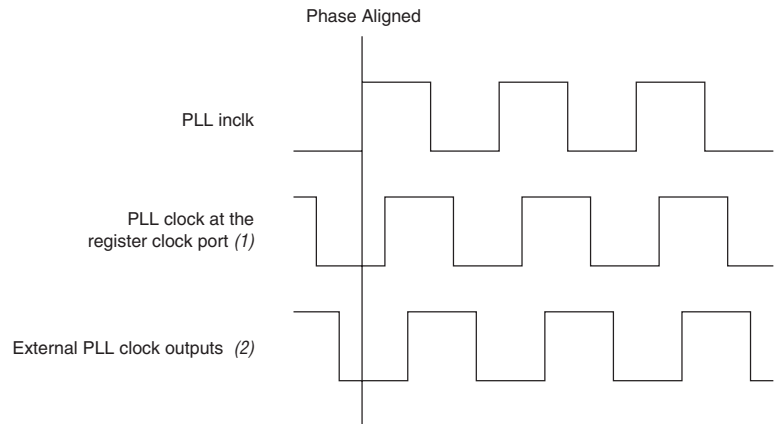 Phase Aligned
PLL inclk
PLL clock at the
register clock port (1)
External PLL clock outputs (2)